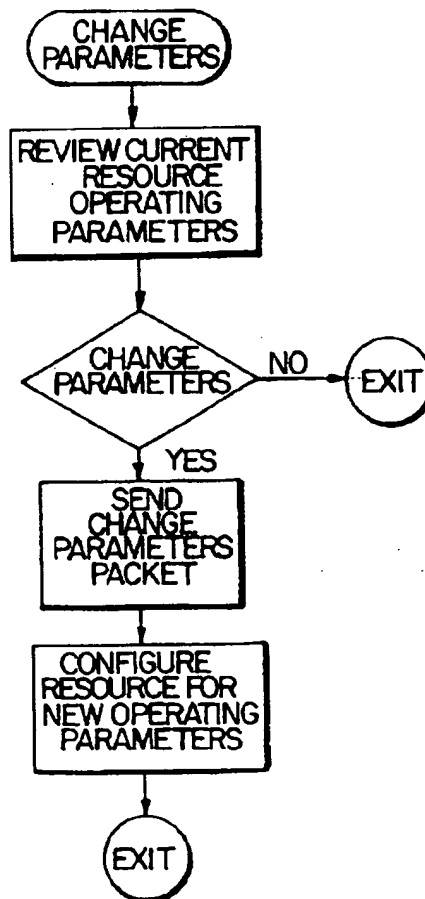 CHANGE
PARAMETERS
REVIEW CURRENT
RESOURCE
OPERATING
PARAMETERS
CHANGE
PARAMETERS
NO
EXIT
YES
SEND
CHANGE
PARAMETERS
PACKET
CONFIGURE
RESOURCE FOR
NEW OPERATING
PARAMETERS
EXIT